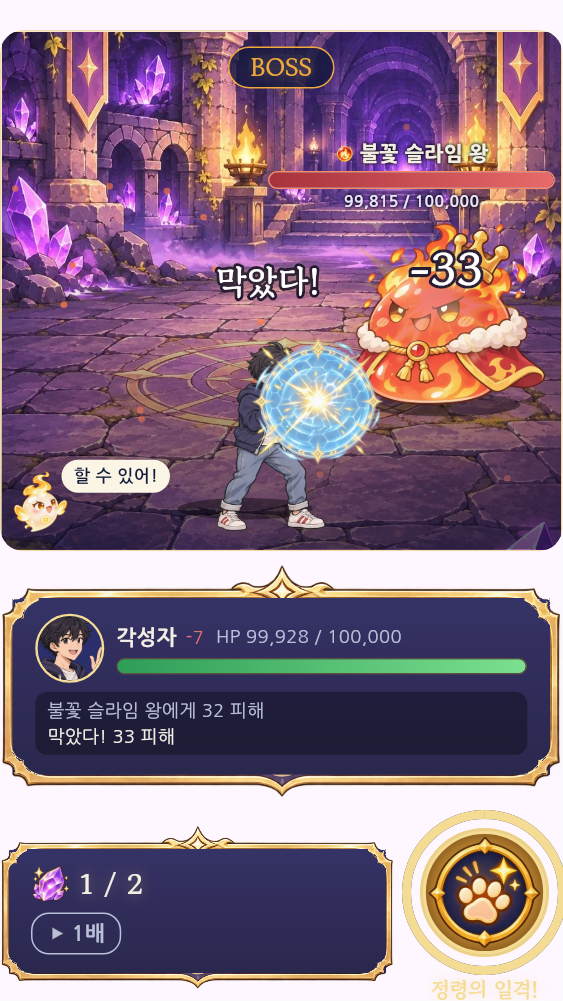 BOSS
불꽃 슬라임 왕
99,815 / 100,000
-33
막았다!
할 수 있어!
각성자 -7 HP 99,928 / 100,000
불꽃 슬라임 왕에게 32 피해
막았다! 33 피해
1 / 2
▶ 1배
정령의 일격!